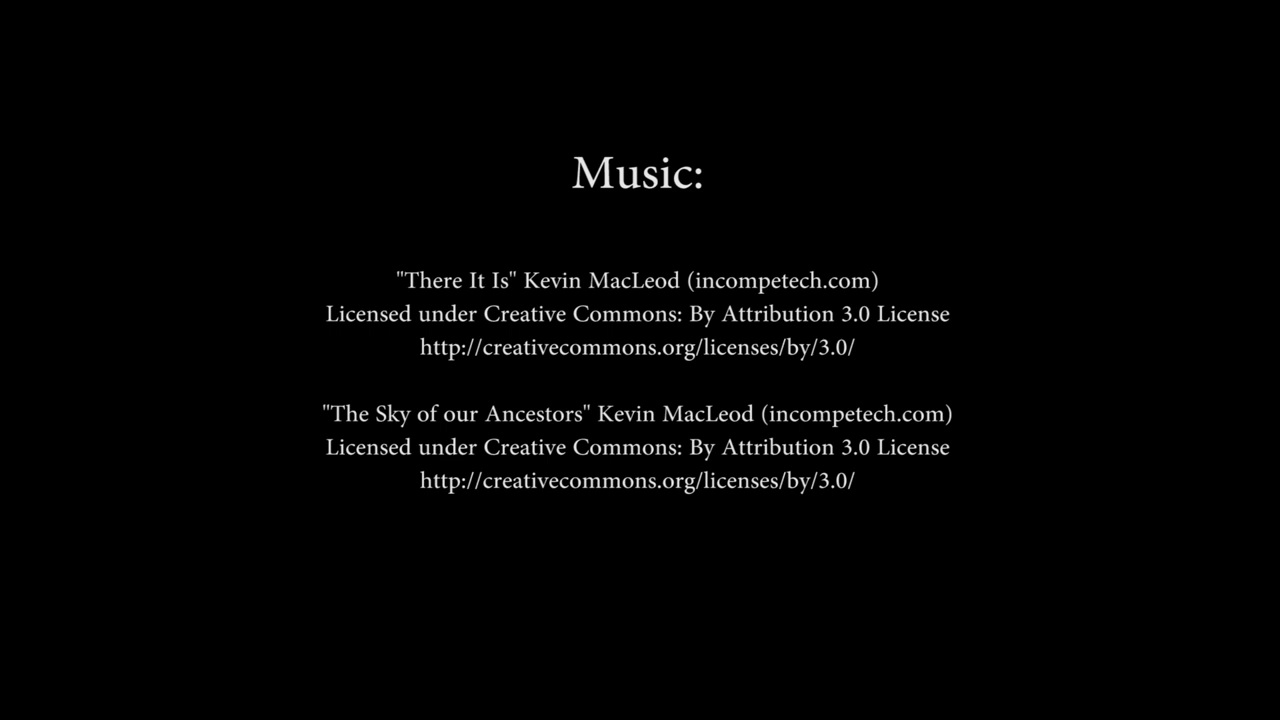 Music:
"There It Is" Kevin MacLeod (incompetech.com)
Licensed under Creative Commons: By Attribution 3.0 License
http://creativecommons.org/licenses/by/3.0/
"The Sky of our Ancestors" Kevin MacLeod (incompetech.com)
Licensed under Creative Commons: By Attribution 3.0 License
http://creativecommons.org/licenses/by/3.0/